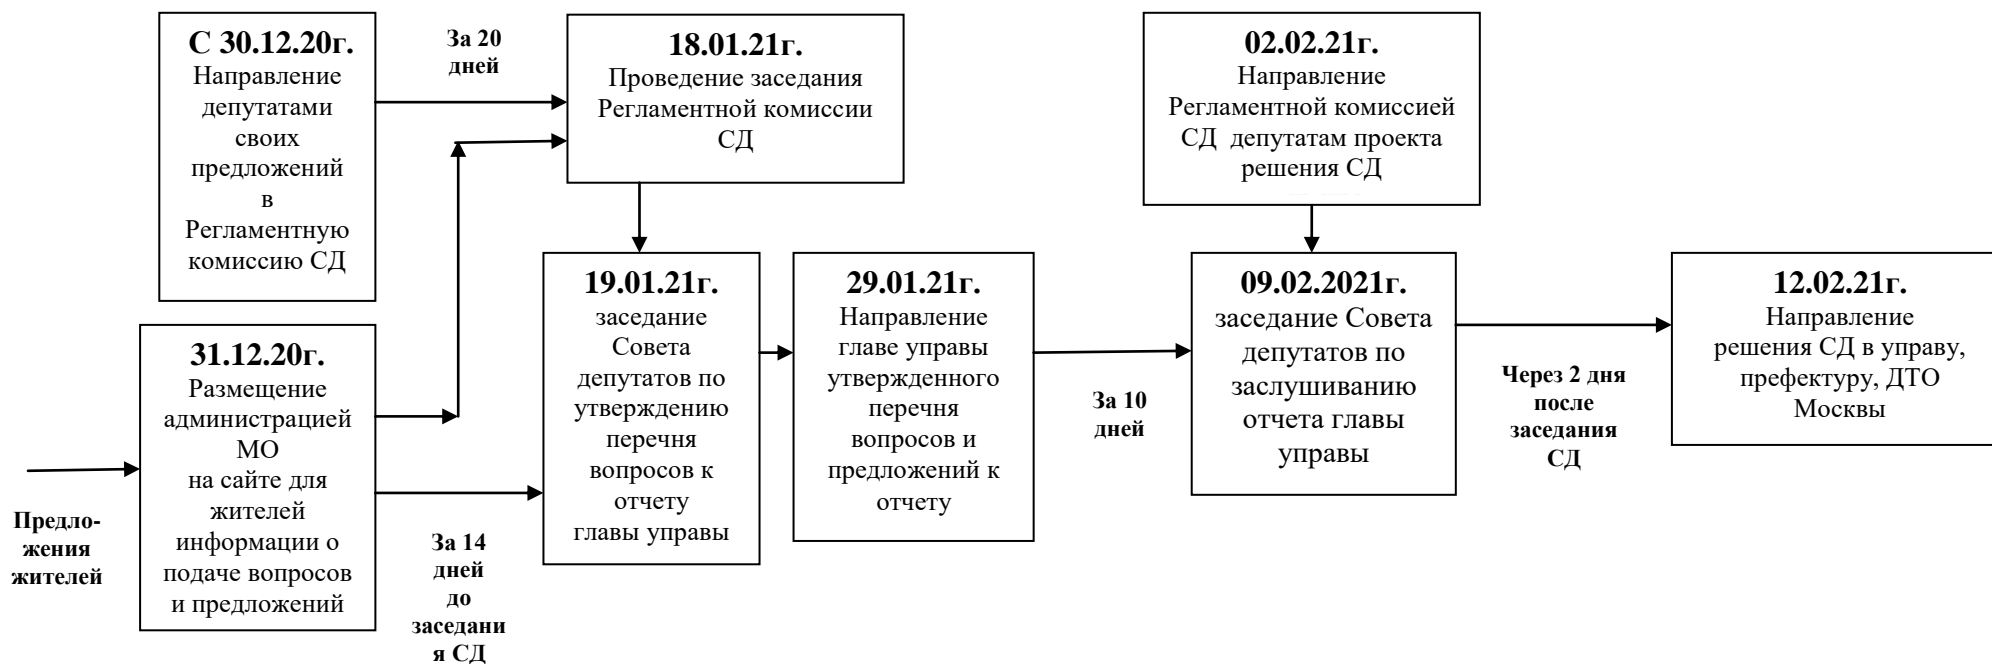 С 30.12.20г.
Направление
депутатами
своих
предложений
в
Регламентную
комиссию СД
За 20
дней
18.01.21г.
Проведение заседания
Регламентной комиссии
СД
02.02.21г.
Направление
Регламентной комиссией
СД депутатам проекта
решения СД
Предло-
жения
жителей
31.12.20г.
Размещение
администрацией
МО
на сайте для
жителей
информации о
подаче вопросов
и предложений
За 14
дней
до
заседани
я СД
19.01.21г.
заседание
Совета
депутатов по
утверждению
перечня
вопросов к
отчету
главы управы
29.01.21г.
Направление
главе управы
утвержденного
перечня
вопросов и
предложений к
отчету
За 10
дней
09.02.2021г.
заседание Совета
депутатов по
заслушиванию
отчета главы
управы
Через 2 дня
после
заседания
СД
12.02.21г.
Направление
решения СД в управу,
префектуру, ДТО
Москвы